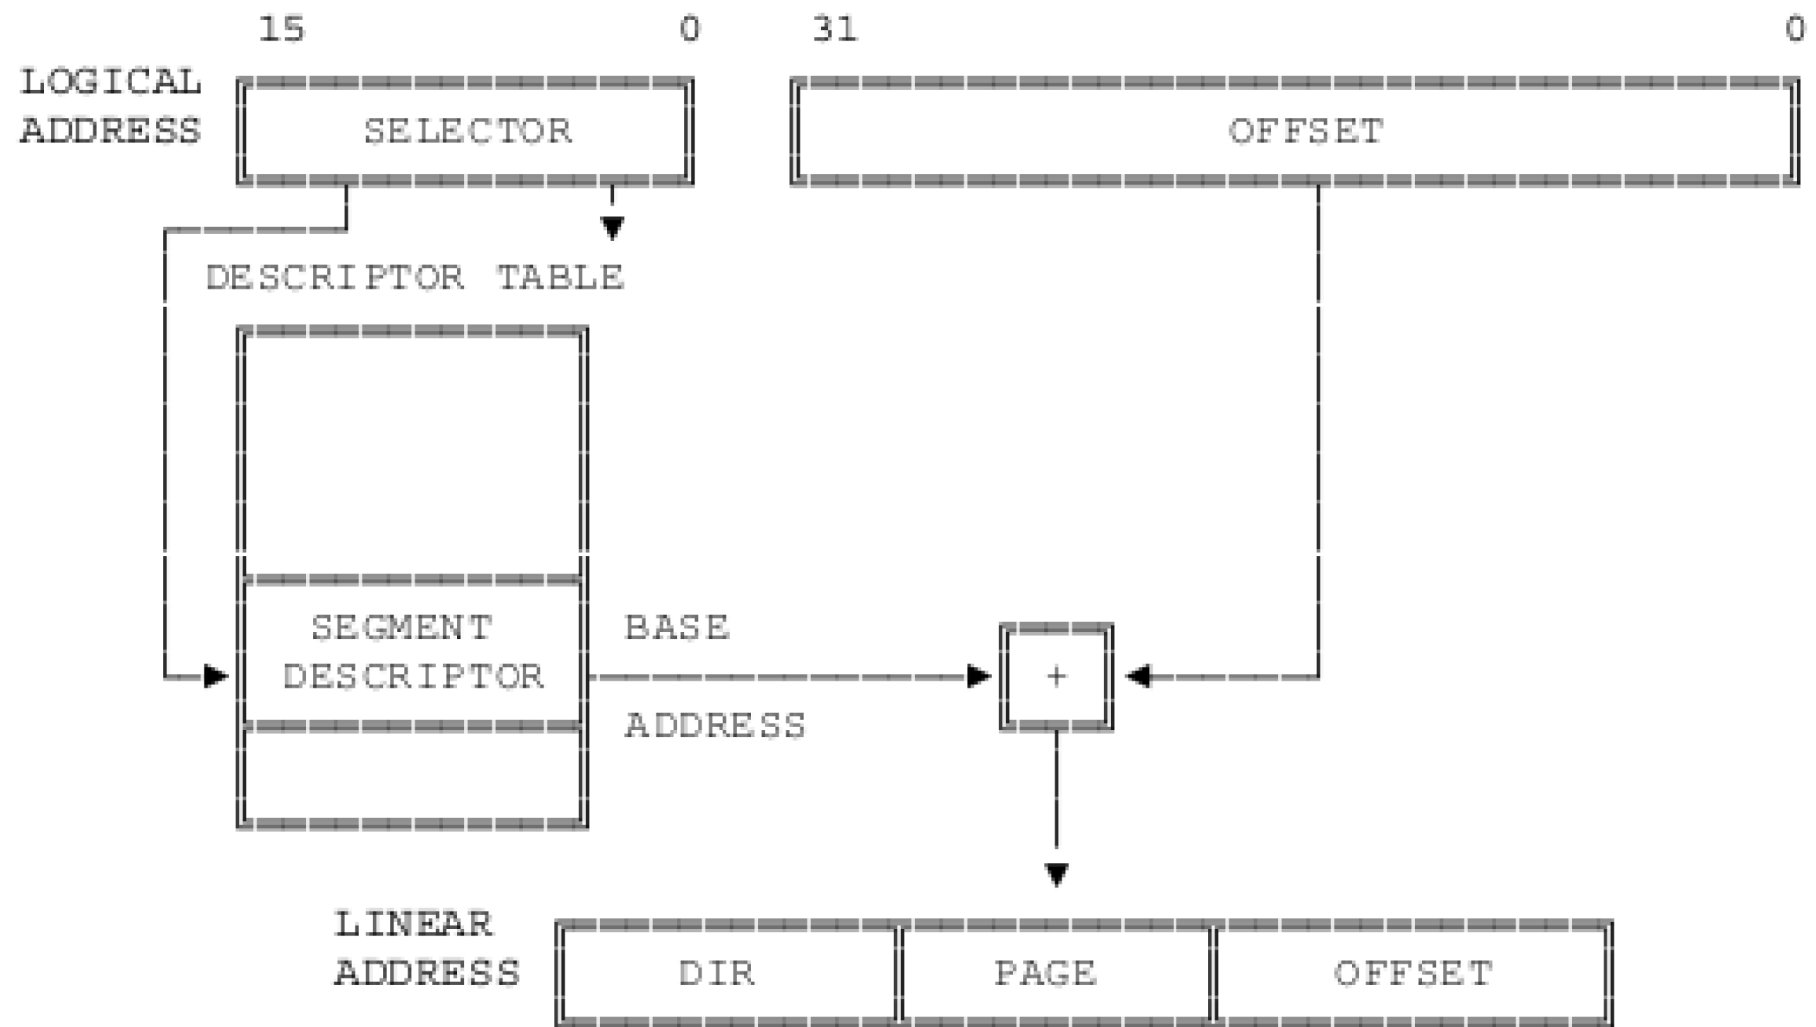 15 0 31 0
LOGICAL
ADDRESS SELECTOR OFFSET
DESCRIPTOR TABLE
SEGMENT BASE
DESCRIPTOR +
ADDRESS
LINEAR
ADDRESS DIR PAGE OFFSET